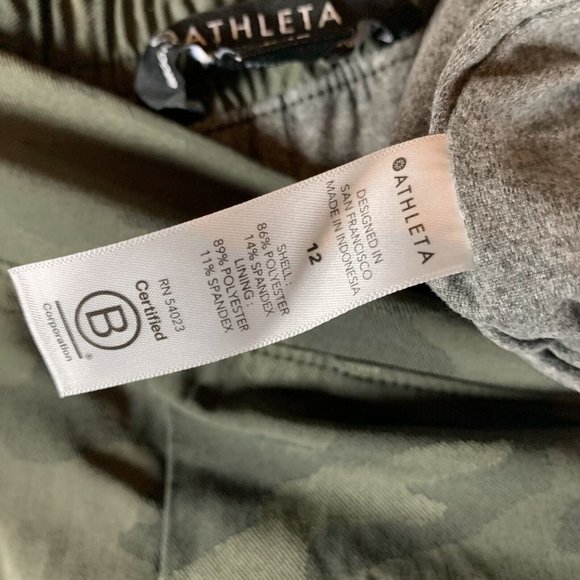 ATHLETA
ATHLETA
DESIGNED IN
SAN FRANCISCO
MADE IN INDONESIA
12
SHELL:
86% POLYESTER
14% SPANDEX
LINING:
89% POLYESTER
11% SPANDEX
RN 54023
Certified
B
Corporation